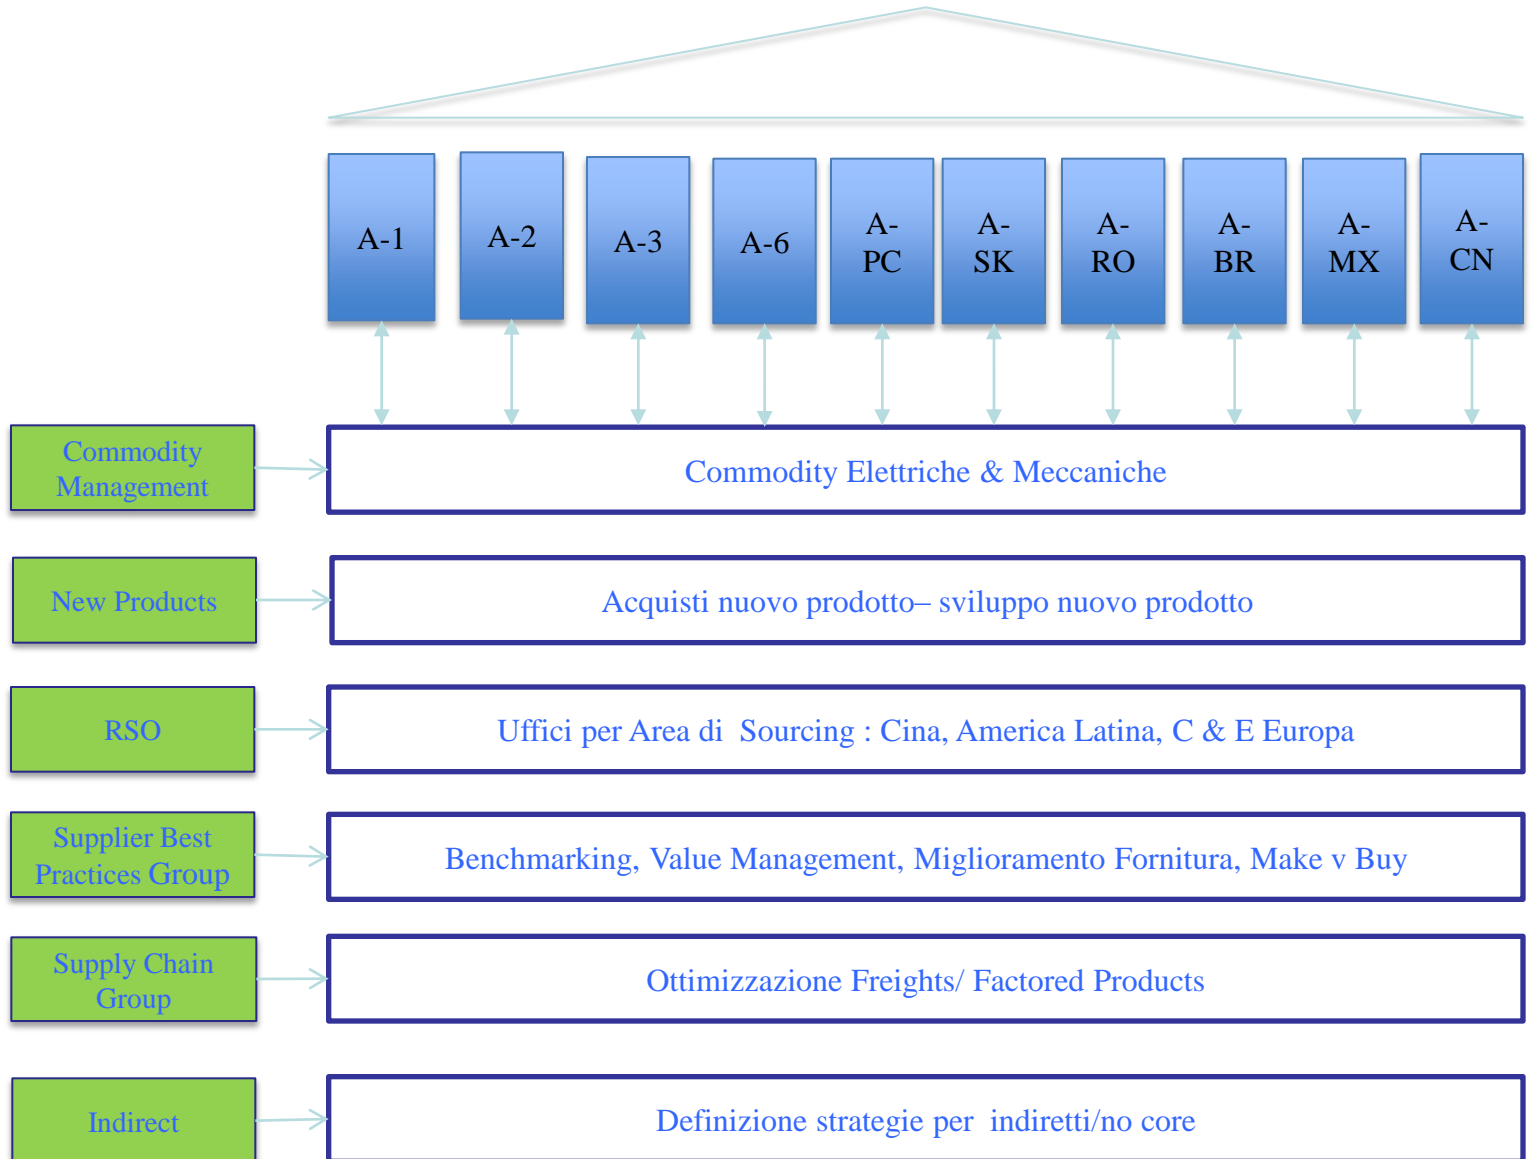 A-1
A-2
A-3
A-6
A-
PC
A-
SK
A-
RO
A-
BR
A-
MX
A-
CN
Commodity
Management
Commodity Elettriche & Meccaniche
New Products
Acquisti nuovo prodotto– sviluppo nuovo prodotto
RSO
Uffici per Area di  Sourcing : Cina, America Latina, C & E Europa
Supplier Best
Practices Group
Benchmarking, Value Management, Miglioramento Fornitura, Make v Buy
Supply Chain
Group
Ottimizzazione Freights/ Factored Products
Indirect
Definizione strategie per  indiretti/no core